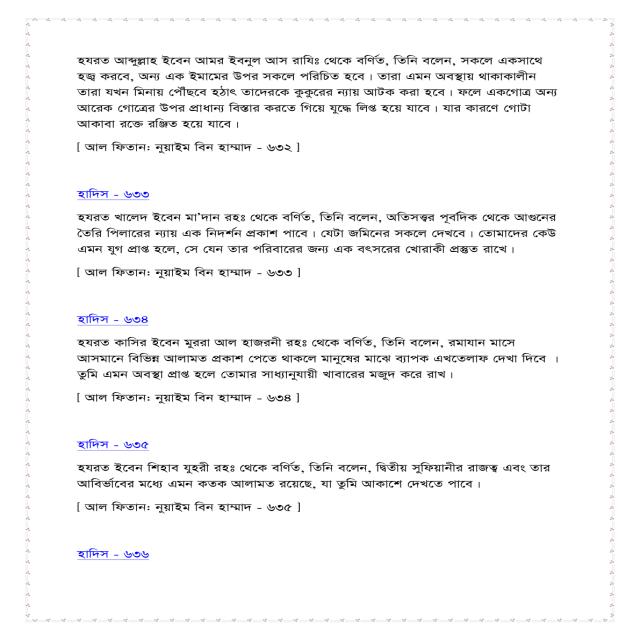 হযরত আব্দুল্লাহ ইবেন আমর ইবনুল আস রাযিঃ থেকে বর্ণিত, তিনি বলেন, সকলে একসাথে
হজ্ব করবে, অন্য এক ইমামের উপর সকলে পরিচিত হবে। তারা এমন অবস্থায় থাকাকালীন
তারা যখন মিনায় পৌঁছবে হঠাৎ তাদেরকে কুকুরের ন্যায় আটক করা হবে। ফলে একগোত্র অন্য
আরেক গোত্রের উপর প্রাধান্য বিস্তার করতে গিয়ে যুদ্ধে লিপ্ত হয়ে যাবে। যার কারণে গোটা
আকাবা রক্তে রঞ্জিত হয়ে যাবে।
[ আল ফিতান: নুয়াইম বিন হাম্মাদ - ৬৩২ ]
হাদিস - ৬৩৩
হযরত খালেদ ইবেন মা'দান রহঃ থেকে বর্ণিত, তিনি বলেন, অতিসত্ত্বর পূবদিক থেকে আগুনের
তৈরি পিলারের ন্যায় এক নিদর্শন প্রকাশ পাবে। যেটা জমিনের সকলে দেখবে। তোমাদের কেউ
এমন যুগ প্রাপ্ত হলে, সে যেন তার পরিবারের জন্য এক বৎসরের খোরাকী প্রস্তুত রাখে।
[ আল ফিতান: নুয়াইম বিন হাম্মাদ - ৬৩৩ ]
হাদিস - ৬৩৪
হযরত কাসির ইবেন মুররা আল হাজরনী রহঃ থেকে বর্ণিত, তিনি বলেন, রমাযান মাসে
আসমানে বিভিন্ন আলামত প্রকাশ পেতে থাকলে মানুষের মাঝে ব্যাপক এখতেলাফ দেখা দিবে ।
তুমি এমন অবস্থা প্রাপ্ত হলে তোমার সাধ্যানুযায়ী খাবারের মজুদ করে রাখ।
[ আল ফিতান: নুয়াইম বিন হাম্মাদ - ৬৩৪ ]
হাদিস - ৬৩৫
হযরত ইবেন শিহাব যুহরী রহঃ থেকে বর্ণিত, তিনি বলেন, দ্বিতীয় সুফিয়ানীর রাজত্ব এবং তার
আবির্ভাবের মধ্যে এমন কতক আলামত রয়েছে, যা তুমি আকাশে দেখতে পাবে।
[ আল ফিতান: নুয়াইম বিন হাম্মাদ - ৬৩৫ ]
হাদিস - ৬৩৬